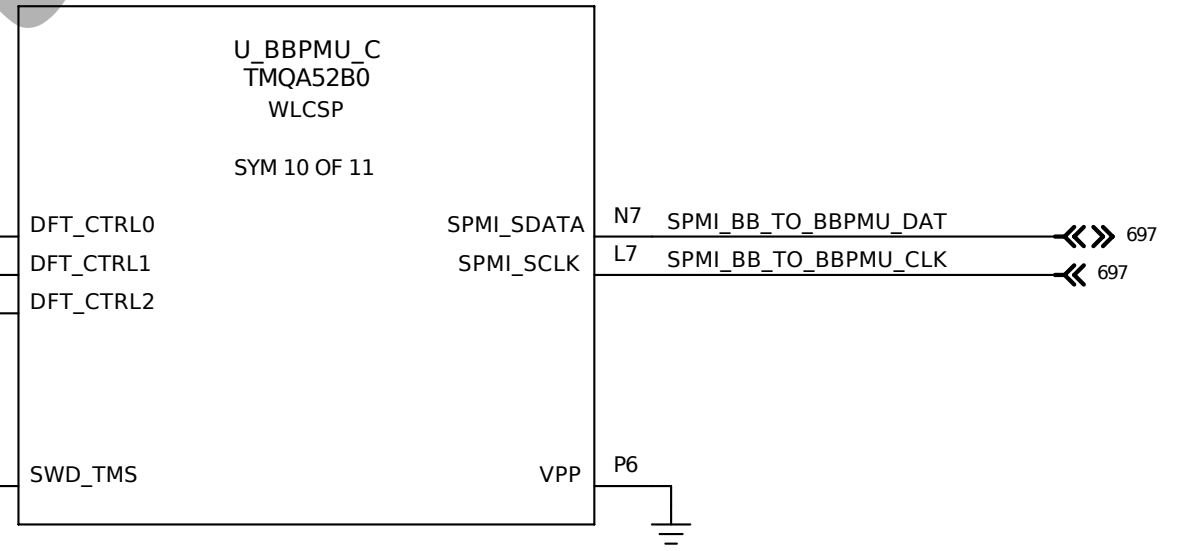 U_BBPMU_C
TMQA52B0
WLCSP
SYM 10 OF 11
DFT_CTRL0 SPMI_SDATA N7 SPMI_BB_TO_BBPMU_DAT 697
DFT_CTRL1 SPMI_SCLK L7 SPMI_BB_TO_BBPMU_CLK 697
DFT_CTRL2
SWD_TMS VPP P6